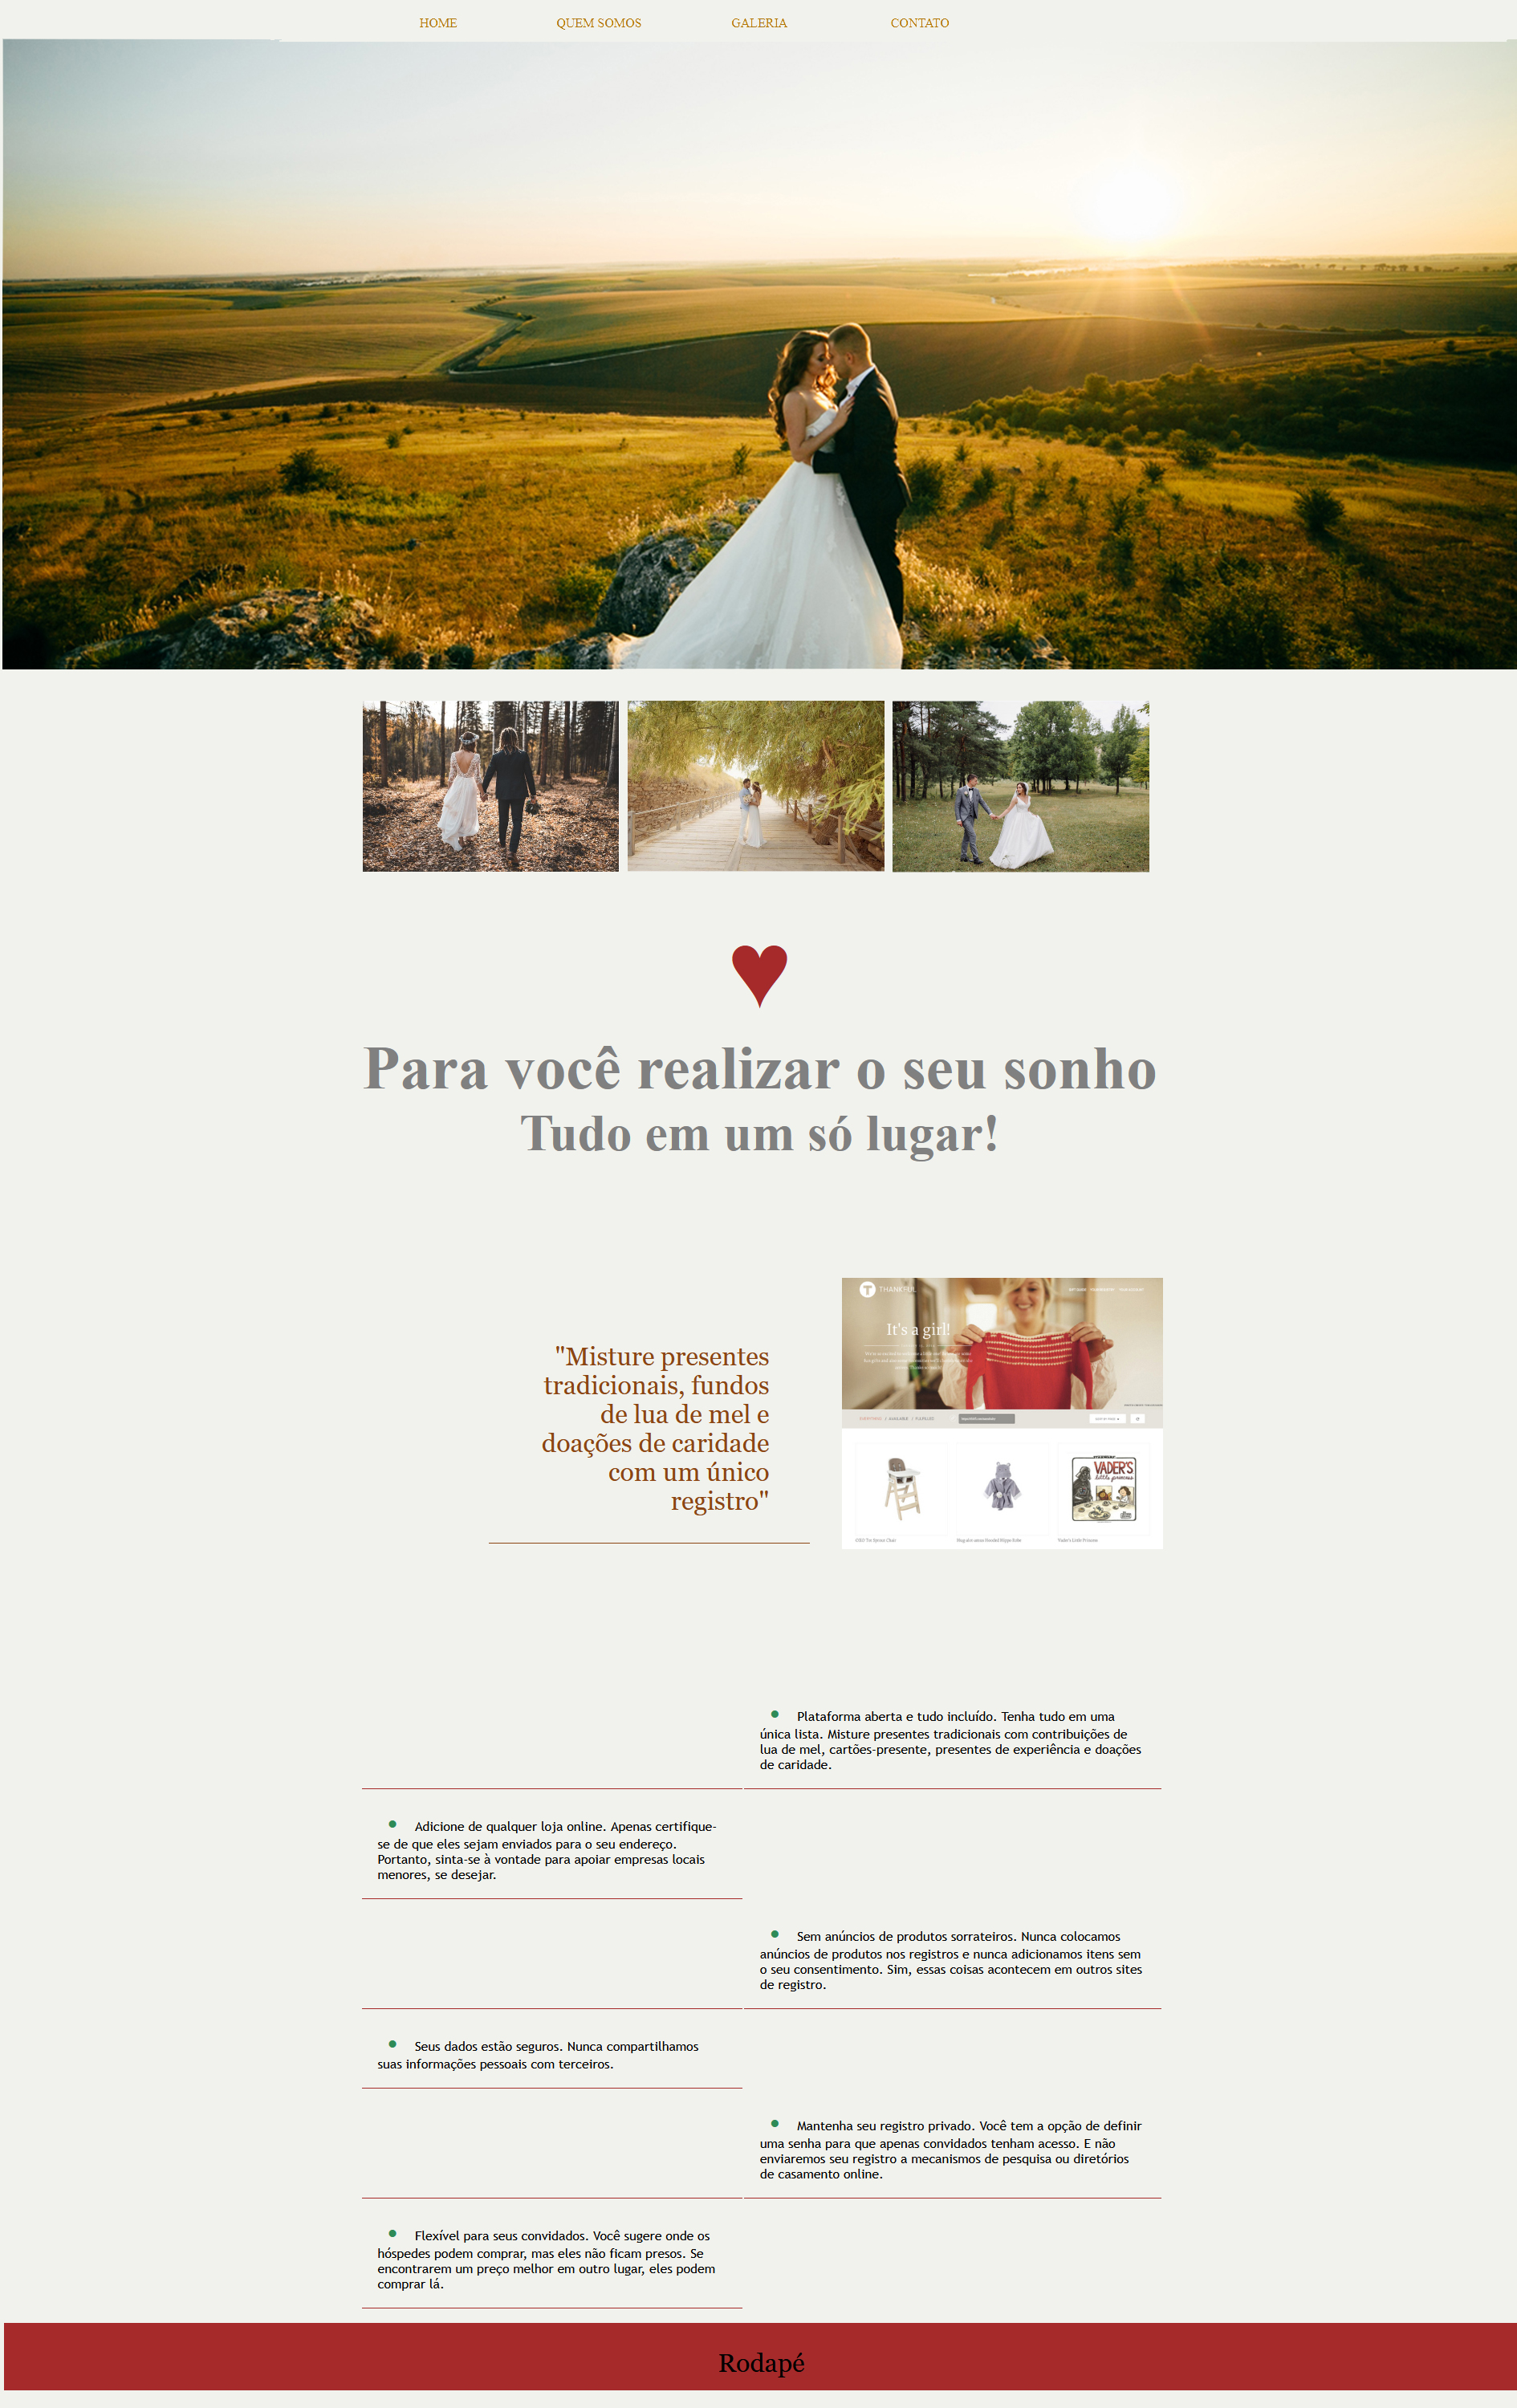 HOME QUEM SOMOS GALERIA CONTATO
♥
Para você realizar o seu sonho
Tudo em um só lugar!
"Misture presentes
tradicionais, fundos
de lua de mel e
doações de caridade
com um único
registro"
THANKFUL
It's a girl!
VADER'S
little princess
• Plataforma aberta e tudo incluído. Tenha tudo em uma
única lista. Misture presentes tradicionais com contribuições de
lua de mel, cartões-presente, presentes de experiência e doações
de caridade.
• Adicione de qualquer loja online. Apenas certifique-
se de que eles sejam enviados para o seu endereço.
Portanto, sinta-se à vontade para apoiar empresas locais
menores, se desejar.
• Sem anúncios de produtos sorrateiros. Nunca colocamos
anúncios de produtos nos registros e nunca adicionamos itens sem
o seu consentimento. Sim, essas coisas acontecem em outros sites
de registro.
• Seus dados estão seguros. Nunca compartilhamos
suas informações pessoais com terceiros.
• Mantenha seu registro privado. Você tem a opção de definir
uma senha para que apenas convidados tenham acesso. E não
enviaremos seu registro a mecanismos de pesquisa ou diretórios
de casamento online.
• Flexível para seus convidados. Você sugere onde os
hóspedes podem comprar, mas eles não ficam presos. Se
encontrarem um preço melhor em outro lugar, eles podem
comprar lá.
Rodapé